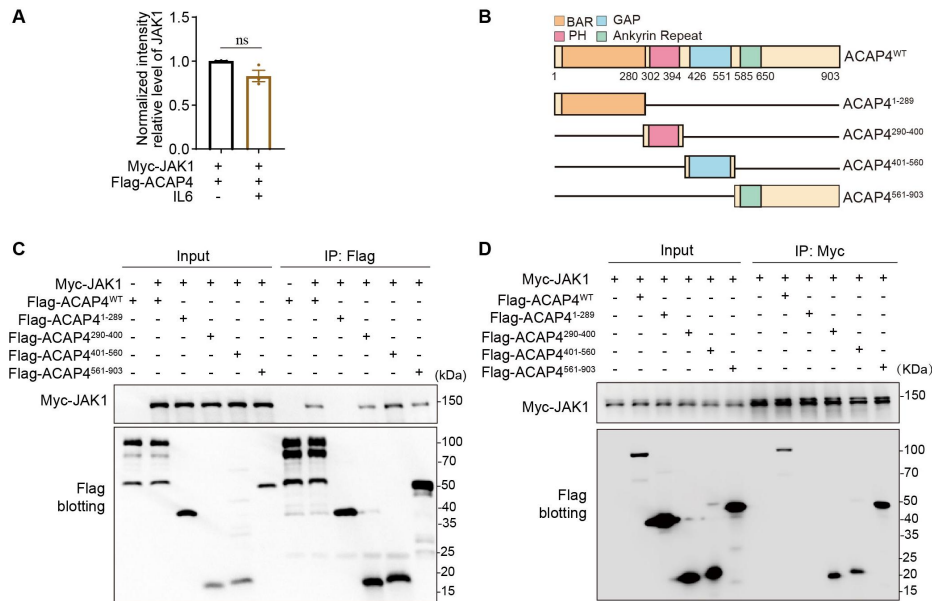 A
Normalized intensity
relative level of JAK1
1.5
1.0
0.5
0.0
ns
Myc-JAK1 + +
Flag-ACAP4 + +
IL6 - +
B
BAR GAP
PH Ankyrin Repeat
ACAP4WT
1 280 302 394 426 551 585 650 903
ACAP41-289
ACAP4290-400
ACAP4401-560
ACAP4561-903
C
Input IP: Flag
Myc-JAK1 - + + + + + - + + + + +
Flag-ACAP4WT + + - - - - + + - - - -
Flag-ACAP41-289 - - + - - - - - + - - -
Flag-ACAP4290-400 - - - + - - - - - + - -
Flag-ACAP4401-560 - - - - + - - - - - + -
Flag-ACAP4561-903 - - - - - + - - - - - +
(kDa)
Myc-JAK1
150
Flag
blotting
100
70
50
40
35
25
20
15
D
Input IP: Myc
Myc-JAK1 + + + + + + + + + + + +
Flag-ACAP4WT - + - - - - - + - - - -
Flag-ACAP41-289 - - + - - - - - + - - -
Flag-ACAP4290-400 - - - + - - - - - + - -
Flag-ACAP4401-560 - - - - + - - - - - + -
Flag-ACAP4561-903 - - - - - + - - - - - +
(KDa)
Myc-JAK1
150
Flag
blotting
100
70
50
40
35
25
20
15